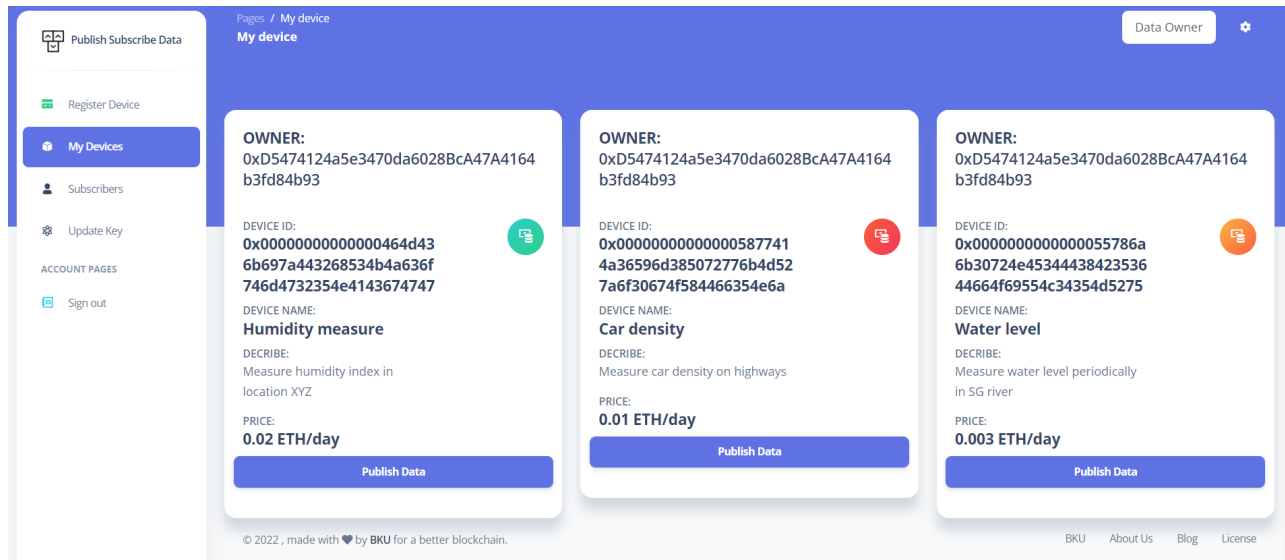 Publish Subscribe Data
Register Device
My Devices
Subscribers
Update Key
ACCOUNT PAGES
Sign out
Pages / My device
My device
Data Owner
OWNER:
0xD5474124a5e3470da6028BcA47A4164
b3fd84b93
DEVICE ID:
0x00000000000000464d43
6b697a443268534b4a636f
746d4732354e4143674747
DEVICE NAME:
Humidity measure
DECRIBE:
Measure humidity index in
location XYZ
PRICE:
0.02 ETH/day
Publish Data
OWNER:
0xD5474124a5e3470da6028BcA47A4164
b3fd84b93
DEVICE ID:
0x00000000000000587741
4a36596d385072776b4d52
7a6f30674f584466354e6a
DEVICE NAME:
Car density
DECRIBE:
Measure car density on highways
PRICE:
0.01 ETH/day
Publish Data
OWNER:
0xD5474124a5e3470da6028BcA47A4164
b3fd84b93
DEVICE ID:
0x0000000000000055786a
6b30724e45344438423536
44664f69554c34354d5275
DEVICE NAME:
Water level
DECRIBE:
Measure water level periodically
in SG river
PRICE:
0.003 ETH/day
Publish Data
© 2022 , made with ♥ by BKU for a better blockchain.
BKU About Us Blog License